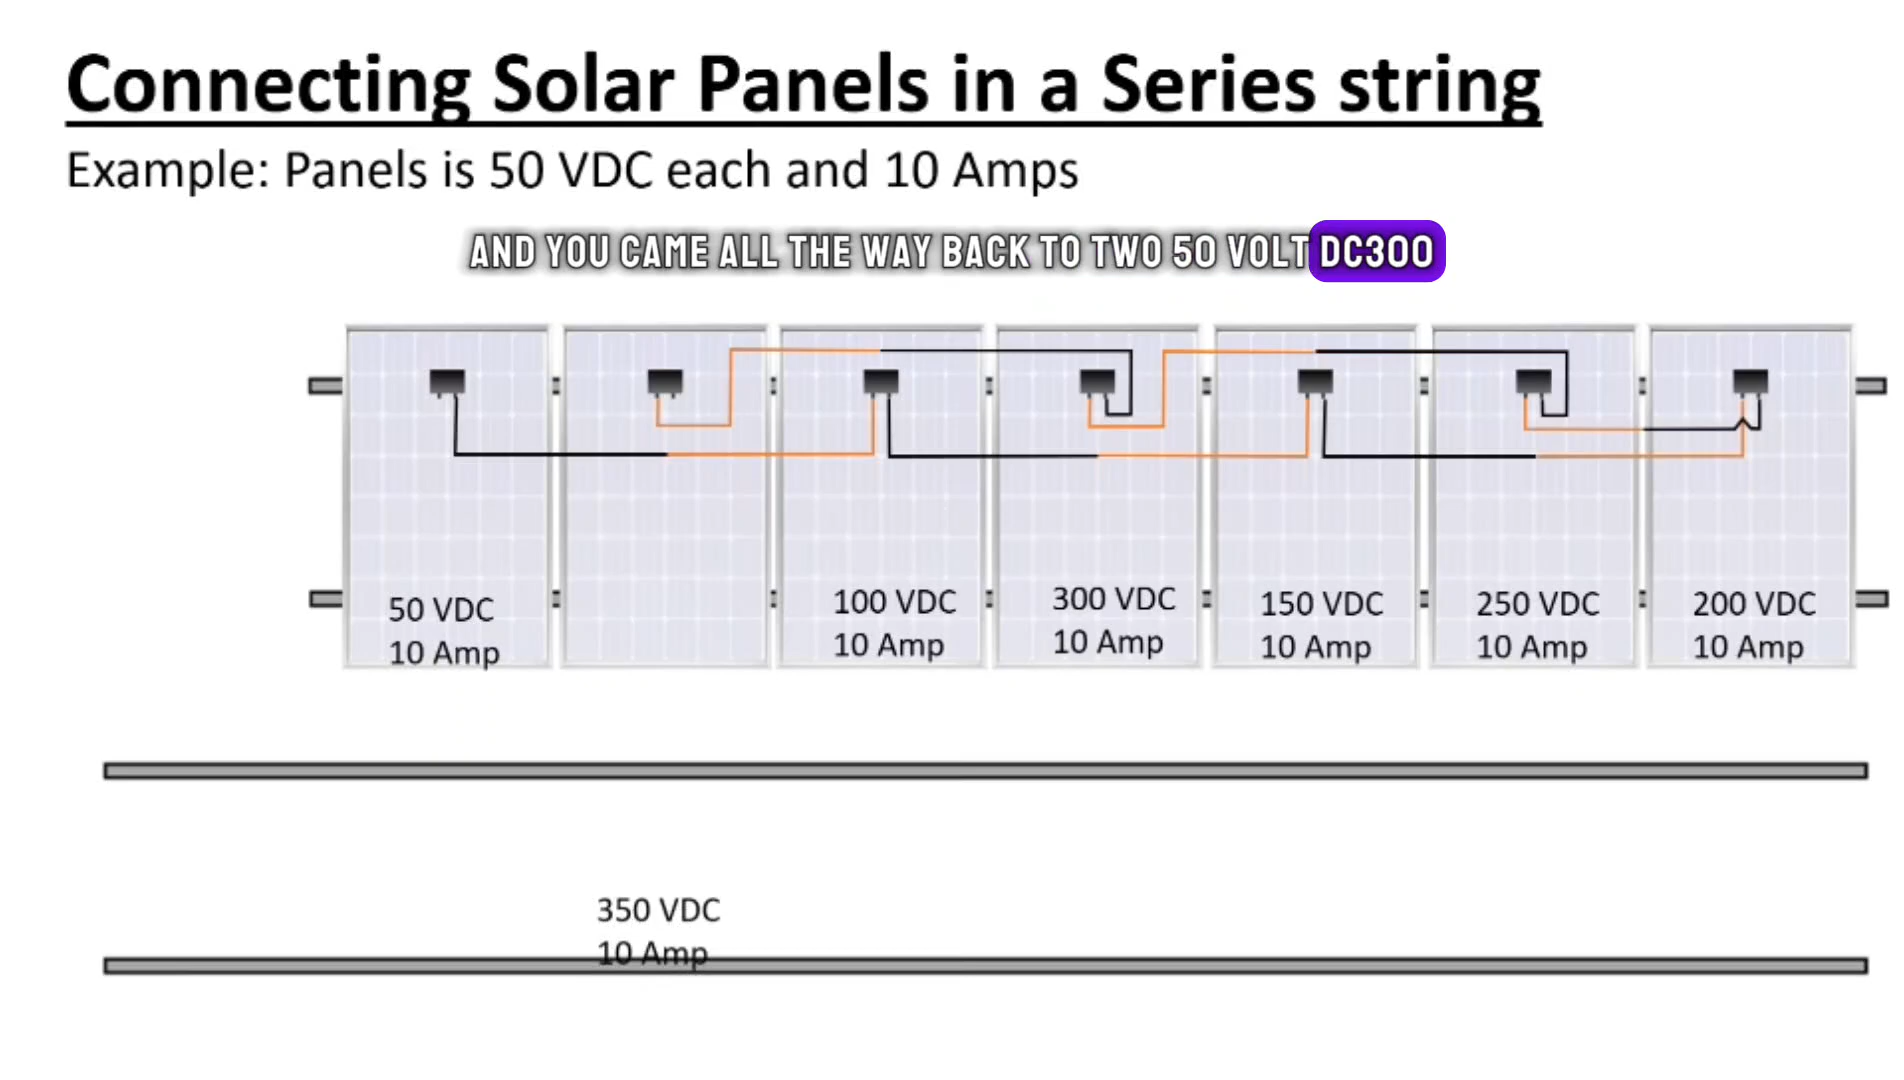 Connecting Solar Panels in a Series string
Example: Panels is 50 VDC each and 10 Amps
AND YOU CAME ALL THE WAY BACK TO TWO 50 VOLT DC300
50 VDC
10 Amp
100 VDC
10 Amp
300 VDC
10 Amp
150 VDC
10 Amp
250 VDC
10 Amp
200 VDC
10 Amp
350 VDC
10 Amp